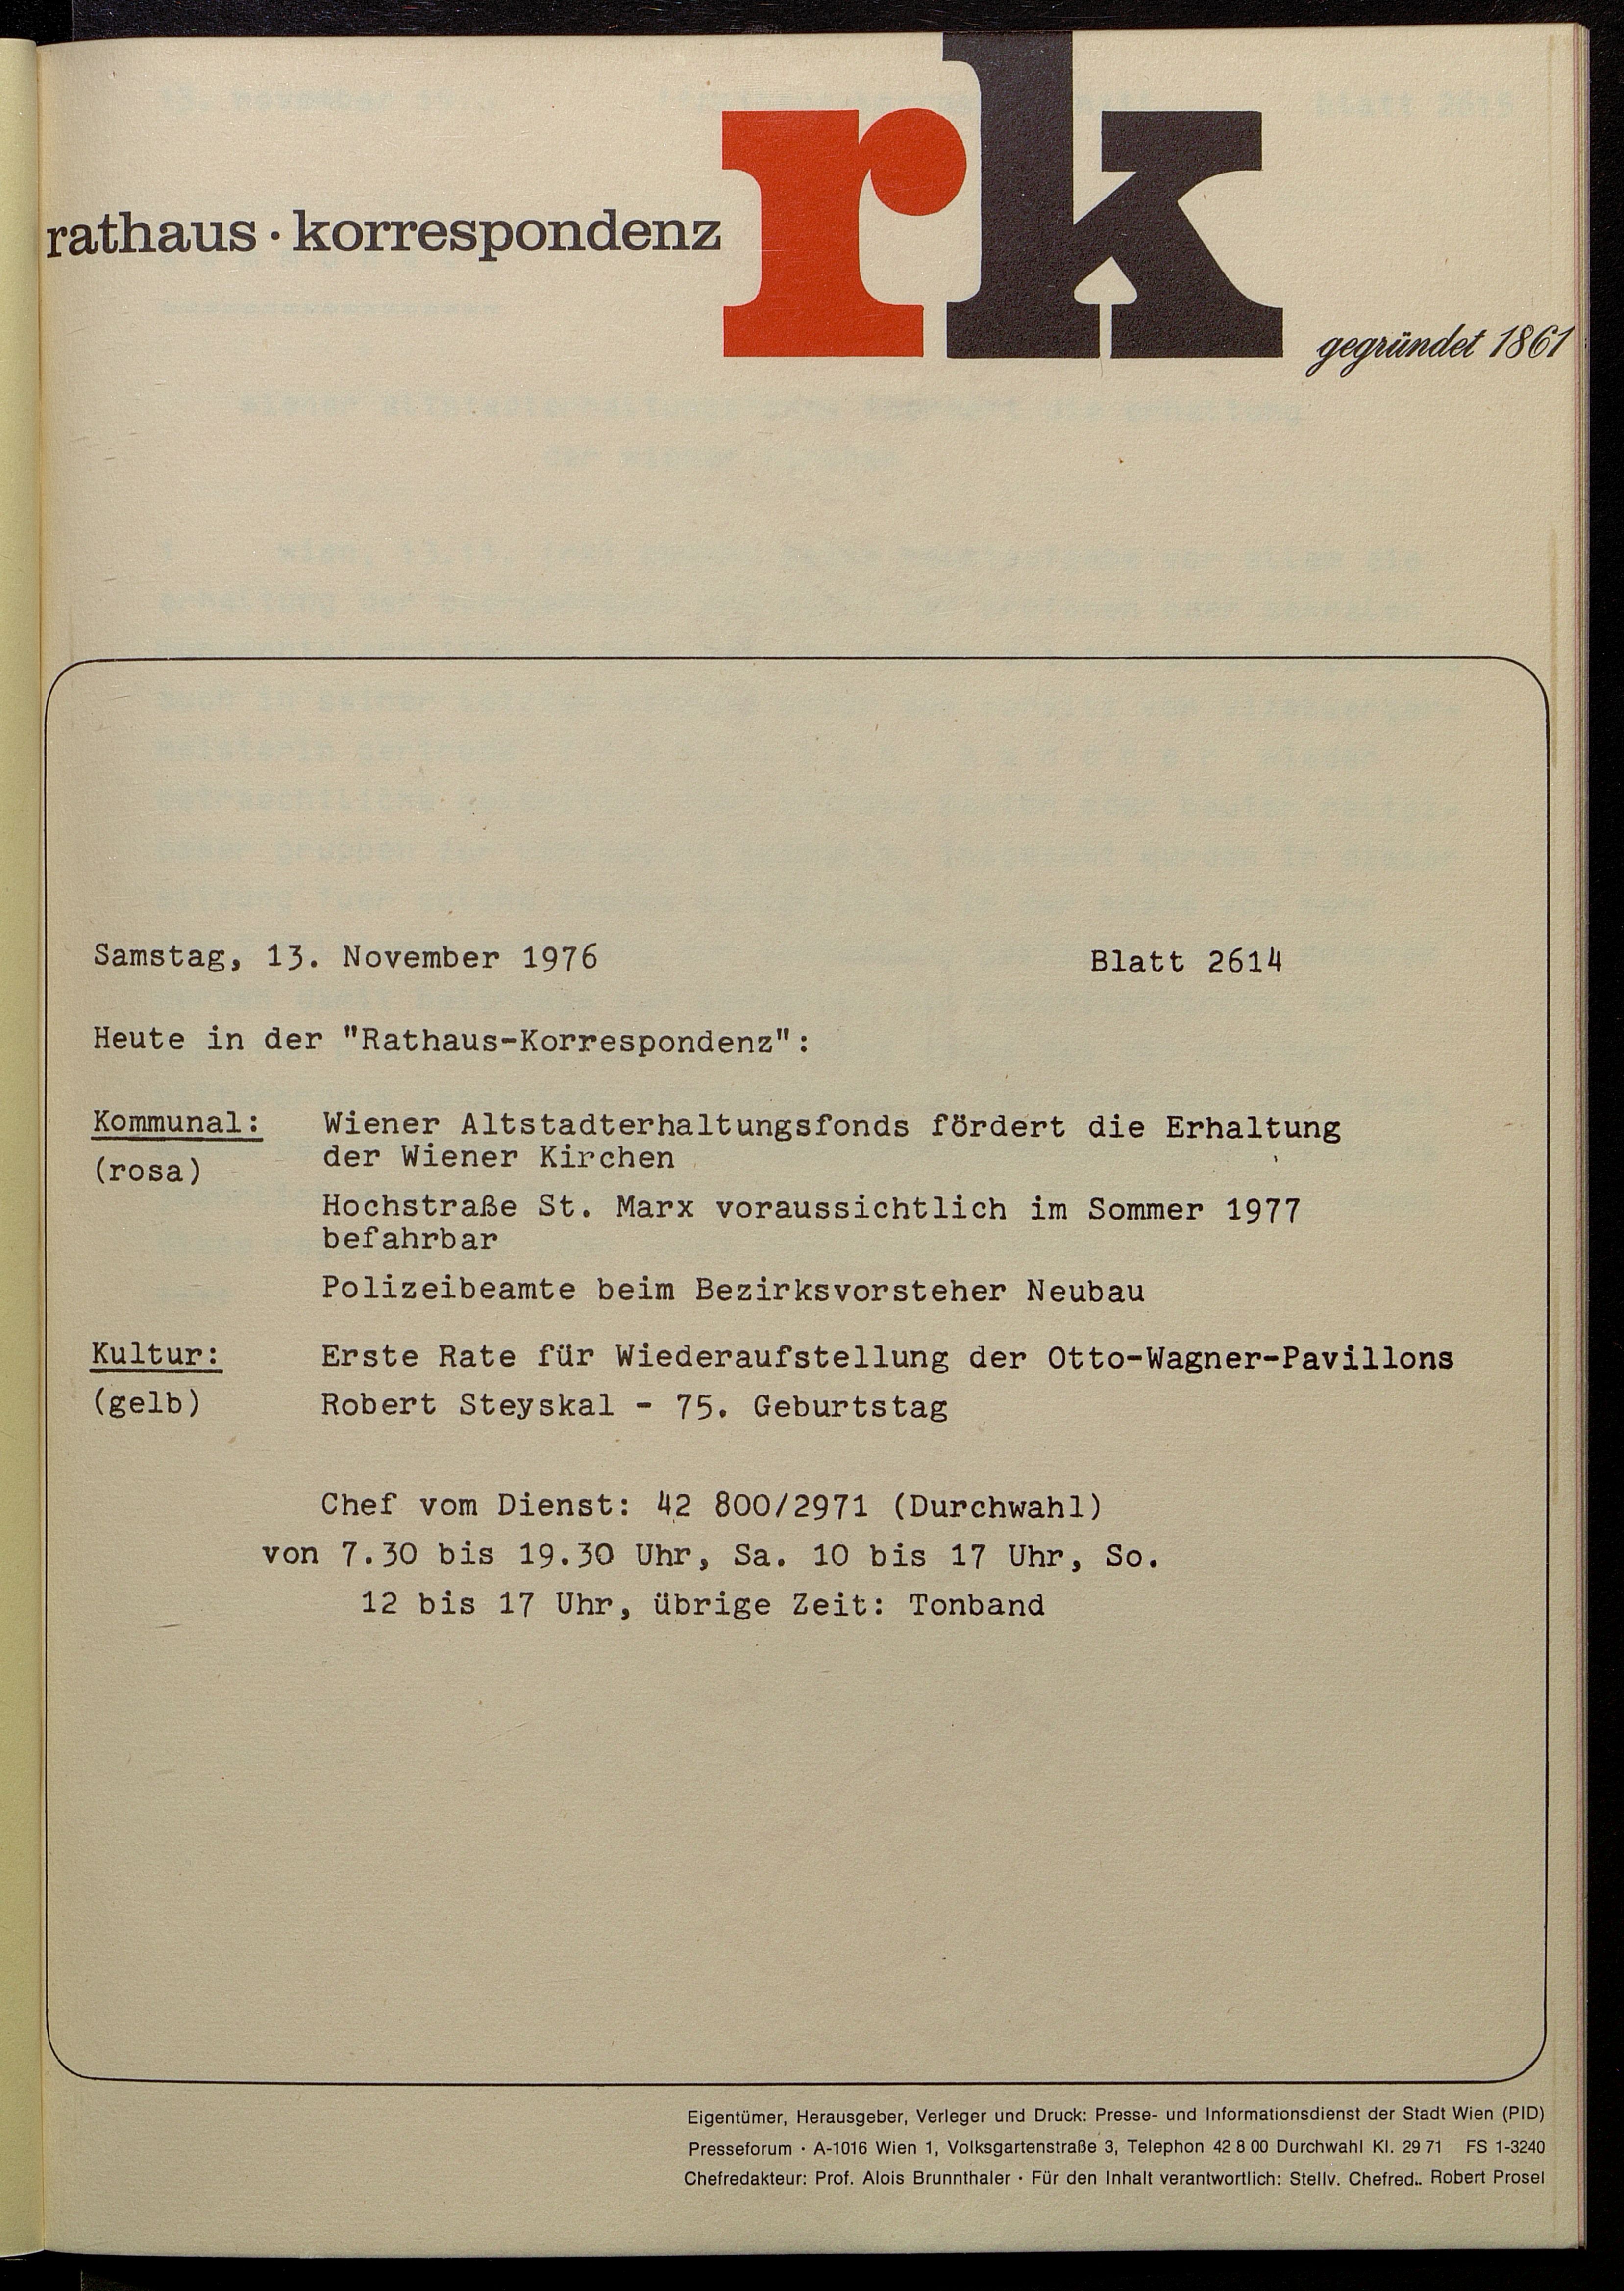 rathaus · korrespondenz
rk
gegründet 1861
Samstag, 13. November 1976 Blatt 2614
Heute in der "Rathaus-Korrespondenz":
Kommunal: Wiener Altstadterhaltungsfonds fördert die Erhaltung
der Wiener Kirchen
(rosa)
Hochstraße St. Marx voraussichtlich im Sommer 1977
befahrbar
Polizeibeamte beim Bezirksvorsteher Neubau
Kultur: Erste Rate für Wiederaufstellung der Otto-Wagner-Pavillons
(gelb) Robert Steyskal - 75. Geburtstag
Chef vom Dienst: 42 800/2971 (Durchwahl)
von 7.30 bis 19.30 Uhr, Sa. 10 bis 17 Uhr, So.
12 bis 17 Uhr, übrige Zeit: Tonband
Eigentümer, Herausgeber, Verleger und Druck: Presse- und Informationsdienst der Stadt Wien (PID)
Presseforum · A-1016 Wien 1, Volksgartenstraße 3, Telephon 42 8 00 Durchwahl Kl. 29 71 FS 1-3240
Chefredakteur: Prof. Alois Brunnthaler · Für den Inhalt verantwortlich: Stellv. Chefred.. Robert Prosel